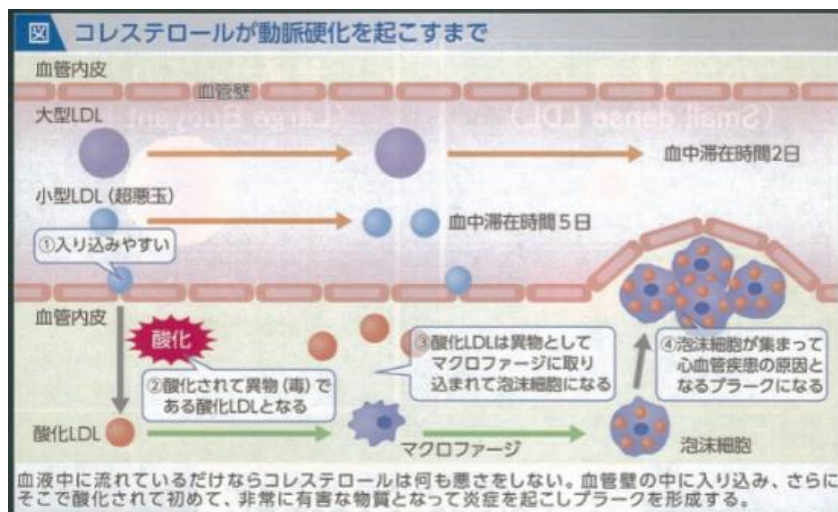 図 コレステロールが動脈硬化を起こすまで
血管内皮
血管壁
(Small dense LDL)
(Large Buoyant
大型LDL
血中滞在時間2日
小型LDL（超悪玉）
血中滞在時間5日
①入り込みやすい
血管内皮
酸化
②酸化されて異物（毒）で
ある酸化LDLとなる
③酸化LDLは異物として
マクロファージに取り
込まれて泡沫細胞になる
④泡沫細胞が集まって
心血管疾患の原因と
なるプラークになる
酸化LDL
マクロファージ
泡沫細胞
血液中に流れているだけならコレステロールは何も悪さをしない。血管壁の中に入り込み、さらに
そこで酸化されて初めて、非常に有害な物質となって炎症を起こしプラークを形成する。